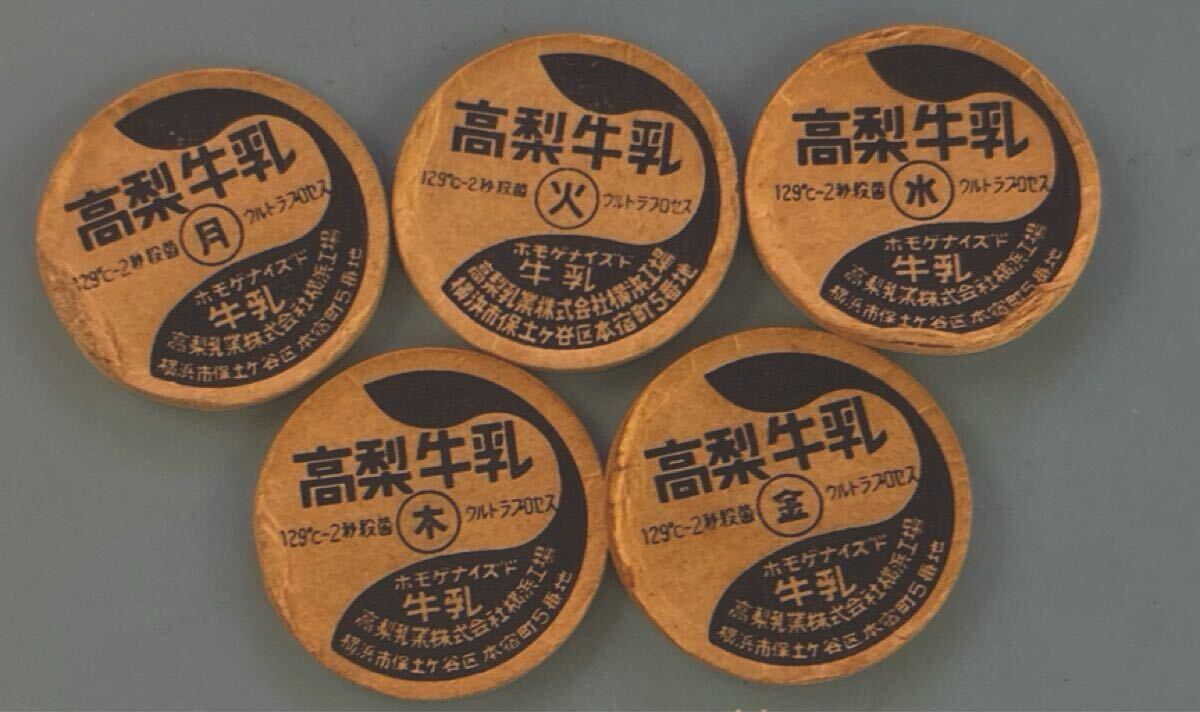 高梨牛乳
129℃-2秒殺菌 月 ウルトラプロセス
ホモゲナイズド
牛乳
高梨乳業株式会社横浜工場
横浜市保土ヶ谷区本宿町5番地
高梨牛乳
129℃-2秒殺菌 火 ウルトラプロセス
ホモゲナイズド
牛乳
高梨乳業株式会社横浜工場
横浜市保土ヶ谷区本宿町5番地
高梨牛乳
129℃-2秒殺菌 水 ウルトラプロセス
ホモゲナイズド
牛乳
高梨乳業株式会社横浜工場
横浜市保土ヶ谷区本宿町5番地
高梨牛乳
129℃-2秒殺菌 木 ウルトラプロセス
ホモゲナイズド
牛乳
高梨乳業株式会社横浜工場
横浜市保土ヶ谷区本宿町5番地
高梨牛乳
129℃-2秒殺菌 金 ウルトラプロセス
ホモゲナイズド
牛乳
高梨乳業株式会社横浜工場
横浜市保土ヶ谷区本宿町5番地